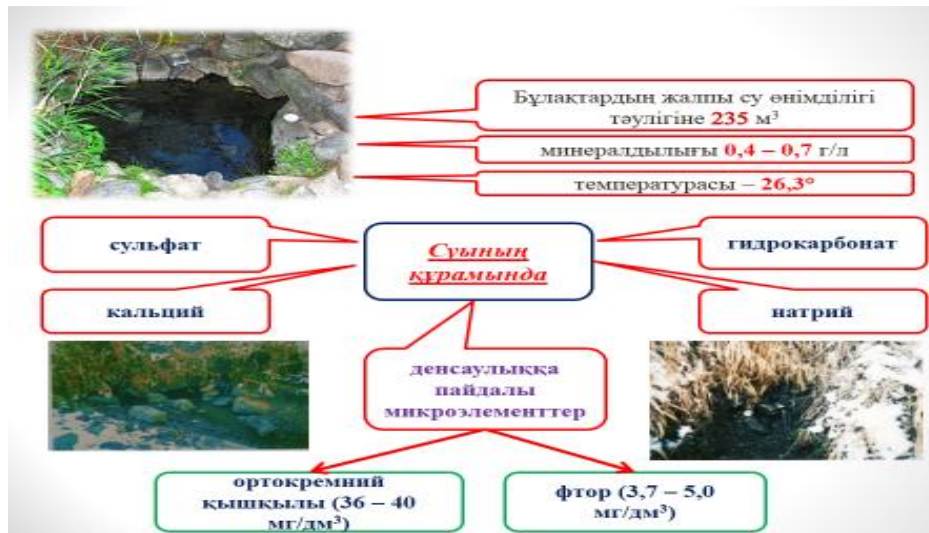 Бұлақтардың жалпы су өнімділігі
тәулігіне 235 м³
минералдылығы 0,4 – 0,7 г/л
температурасы – 26,3°
сульфат
Суының
құрамында
гидрокарбонат
кальций
натрий
денсаулыққа
пайдалы
микроэлементтер
ортокремний
қышқылы (36 – 40
мг/дм³)
фтор (3,7 – 5,0
мг/дм³)